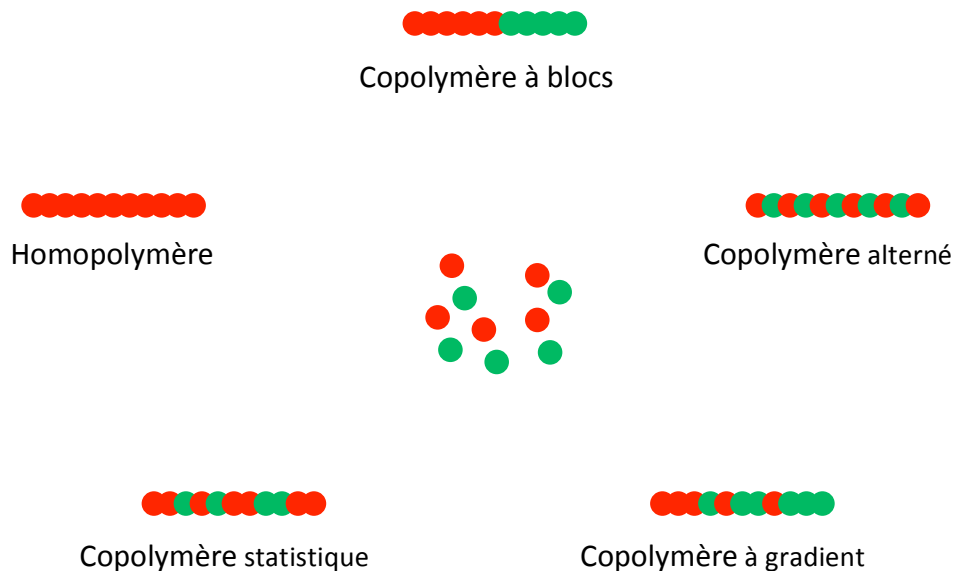 Copolymère à blocs
Homopolymère
Copolymère alterné
Copolymère statistique
Copolymère à gradient